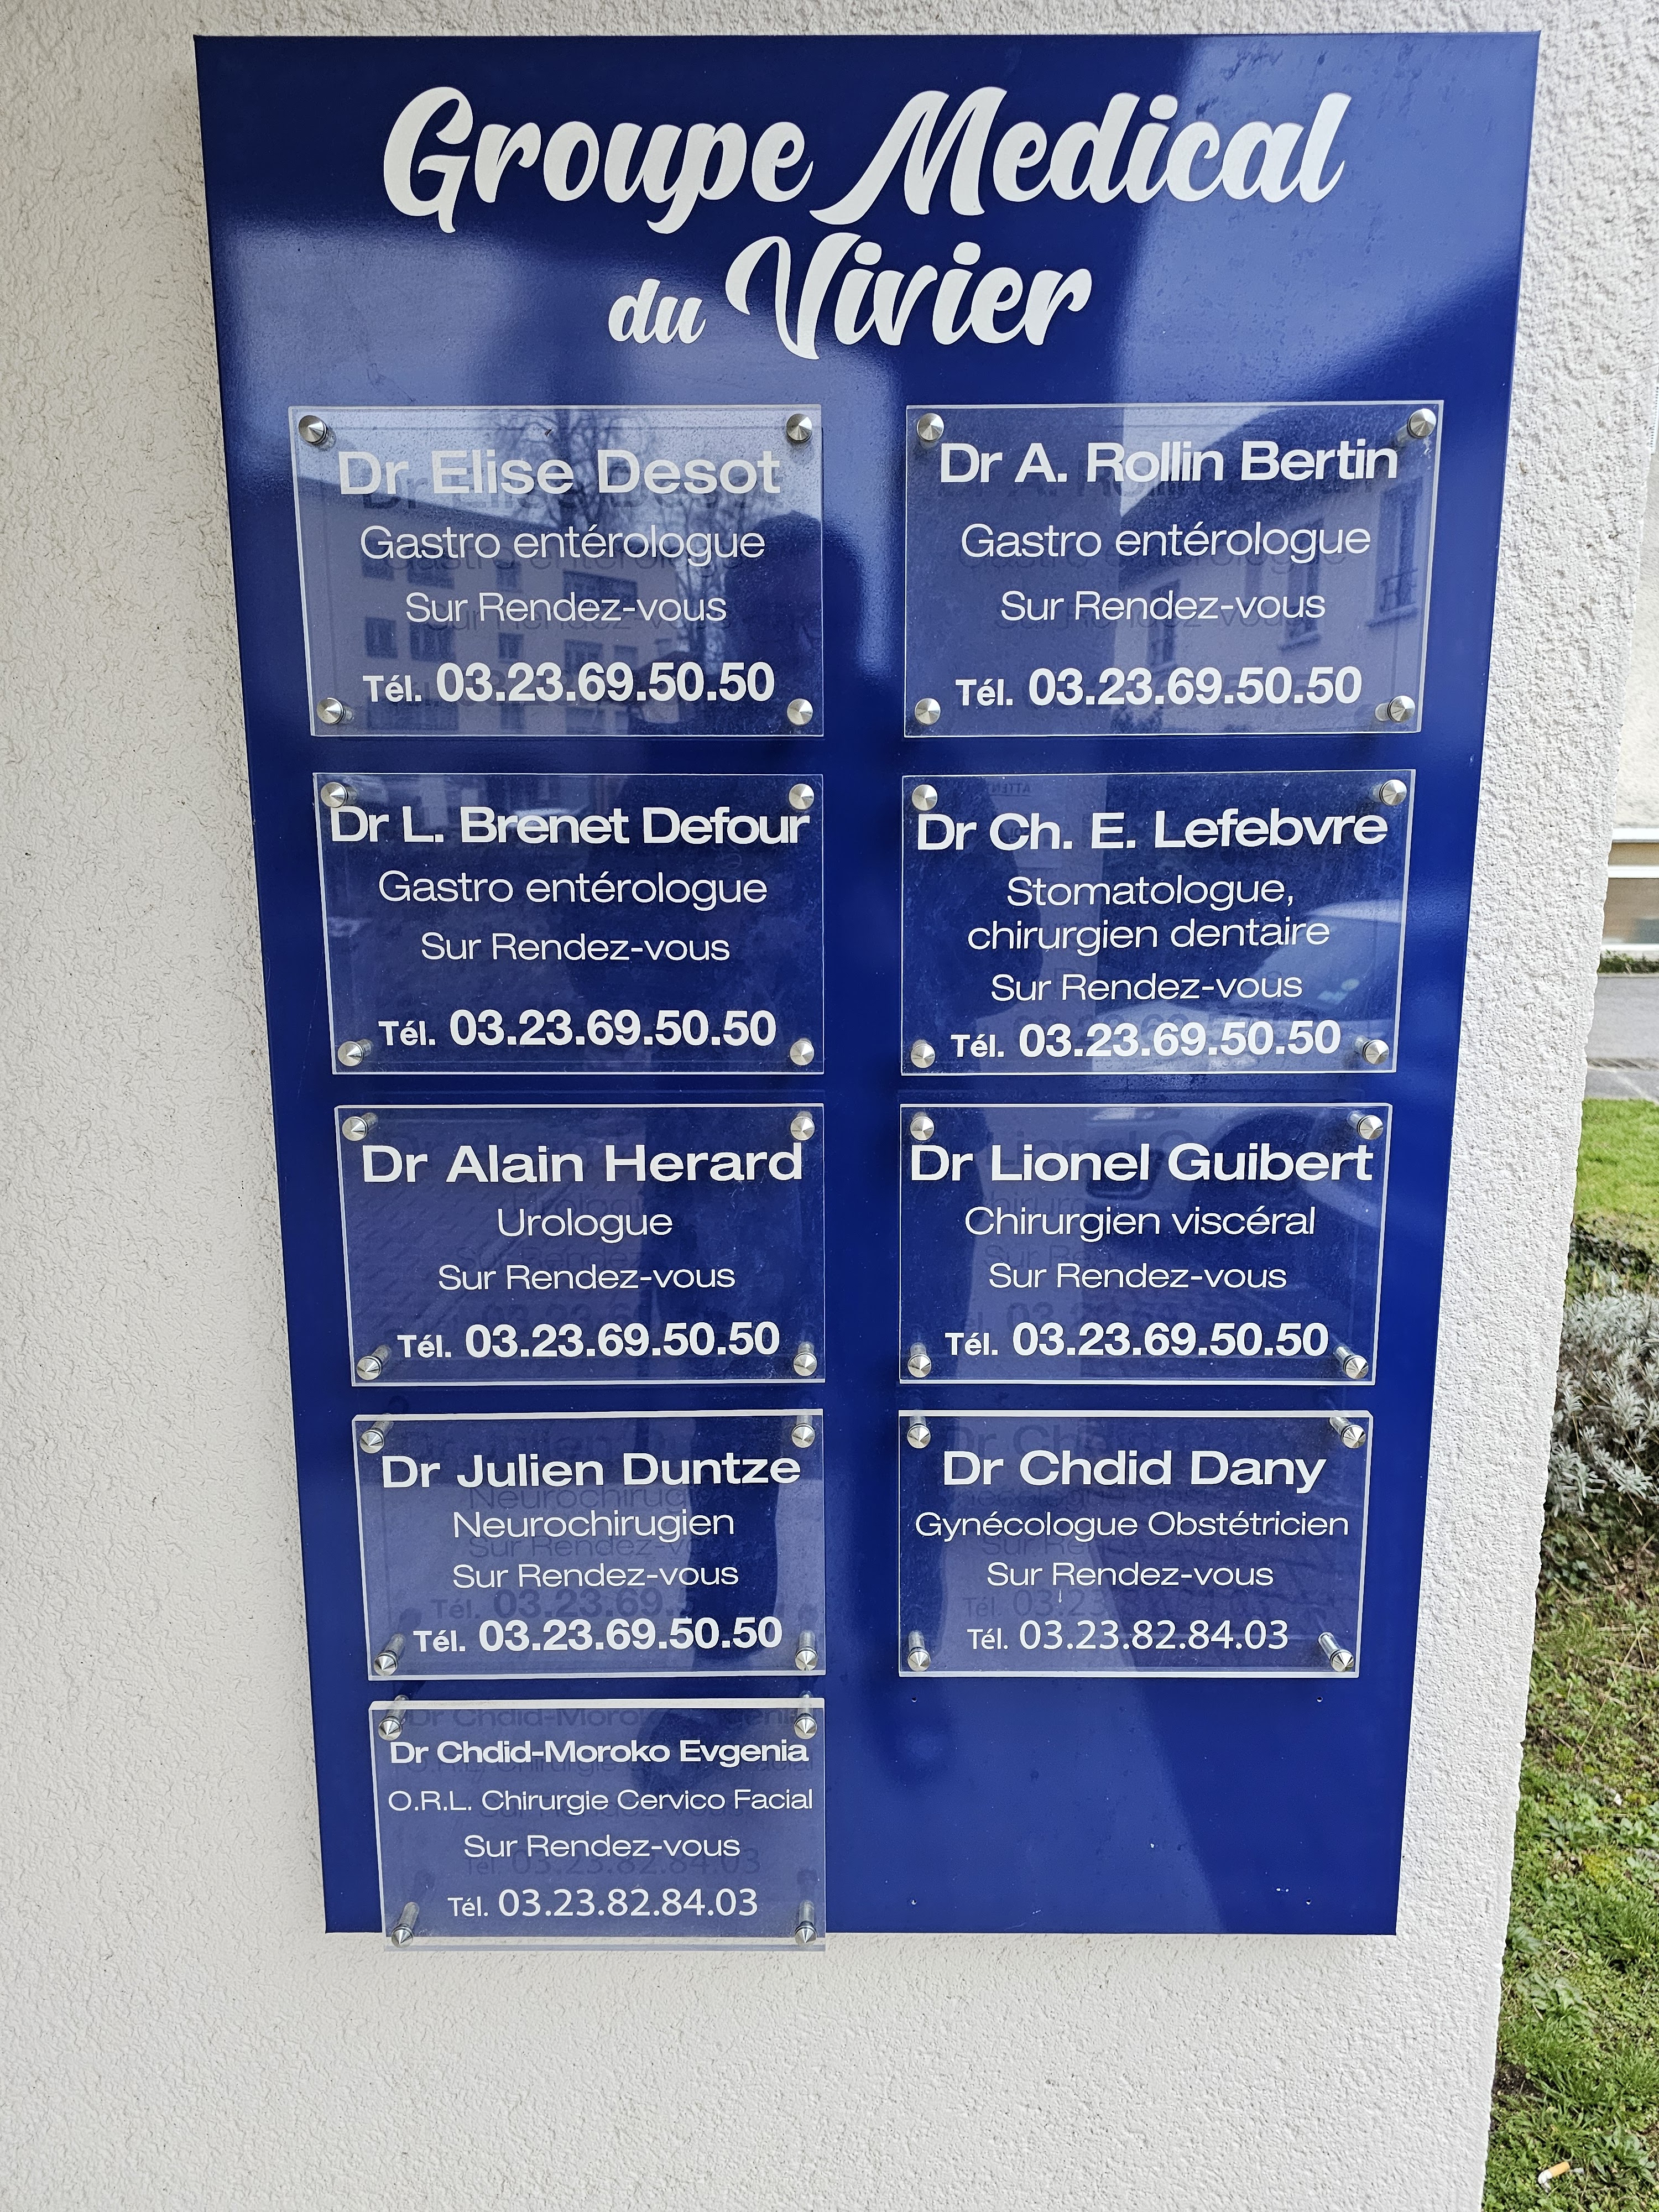 Groupe Medical
du Vivier
Dr Elise Desot
Gastro entérologue
Sur Rendez-vous
Tél. 03.23.69.50.50
Dr A. Rollin Bertin
Gastro entérologue
Sur Rendez-vous
Tél. 03.23.69.50.50
Dr L. Brenet Defour
Gastro entérologue
Sur Rendez-vous
Tél. 03.23.69.50.50
Dr Ch. E. Lefebvre
Stomatologue,
chirurgien dentaire
Sur Rendez-vous
Tél. 03.23.69.50.50
Dr Alain Herard
Urologue
Sur Rendez-vous
Tél. 03.23.69.50.50
Dr Lionel Guibert
Chirurgien viscéral
Sur Rendez-vous
Tél. 03.23.69.50.50
Dr Julien Duntze
Neurochirugien
Sur Rendez-vous
Tél. 03.23.69.50.50
Dr Chdid Dany
Gynécologue Obstétricien
Sur Rendez-vous
Tél. 03.23.82.84.03
Dr Chdid-Moroko Evgenia
O.R.L. Chirurgie Cervico Facial
Sur Rendez-vous
Tél. 03.23.82.84.03